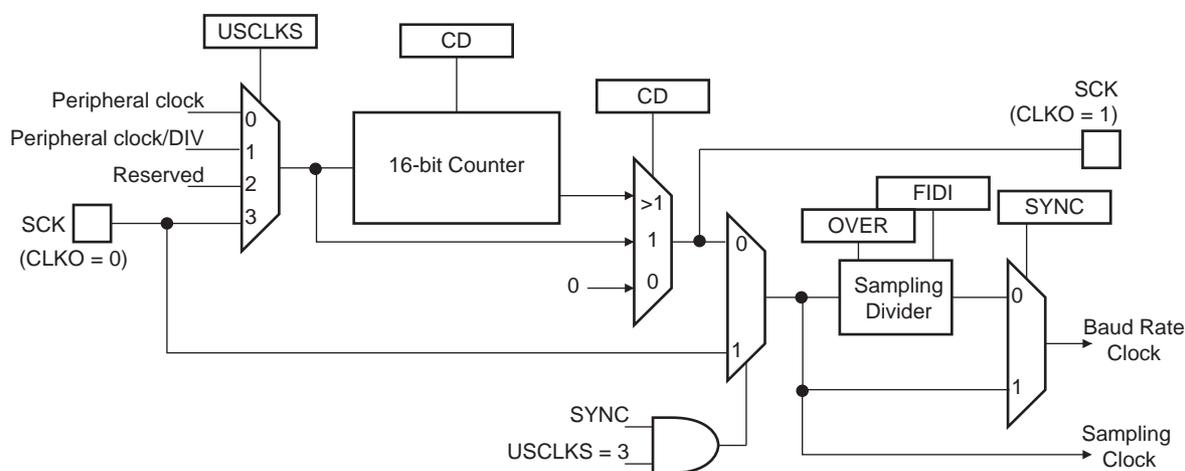 USCLKS
CD
CD
SCK
(CLKO = 1)
Peripheral clock
0
Peripheral clock/DIV
1
16-bit Counter
Reserved
2
3
SCK
(CLKO = 0)
>1
1
0
0
FIDI
OVER
SYNC
0
1
Sampling
Divider
0
1
Baud Rate
Clock
SYNC
USCLKS = 3
Sampling
Clock